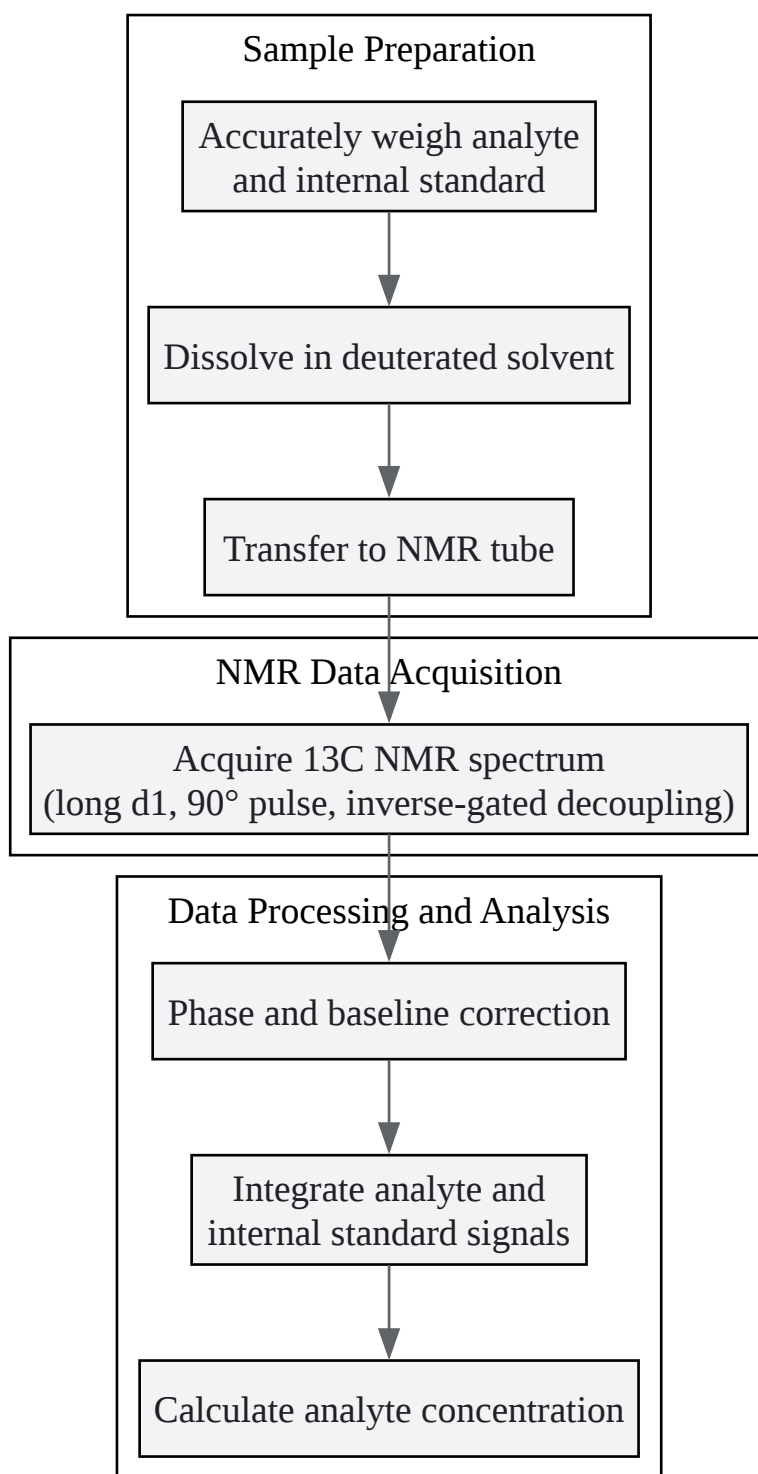 Sample Preparation
Accurately weigh analyte
and internal standard
Dissolve in deuterated solvent
Transfer to NMR tube
NMR Data Acquisition
Acquire 13C NMR spectrum
(long d1, 90° pulse, inverse-gated decoupling)
Data Processing and Analysis
Phase and baseline correction
Integrate analyte and
internal standard signals
Calculate analyte concentration